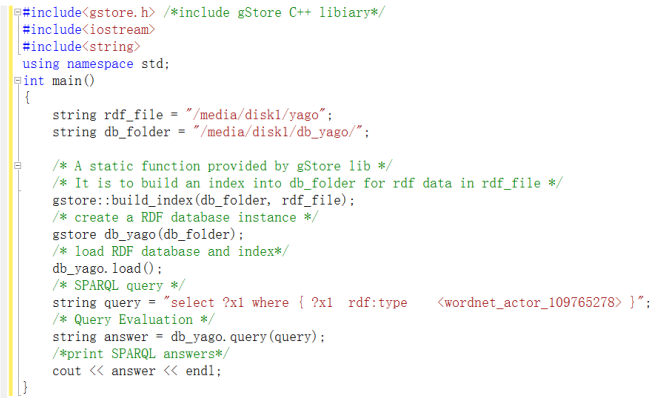 #include<gstore.h> /*include gStore C++ libiary*/
#include<iostream>
#include<string>
using namespace std;
int main()
{
    string rdf_file = "/media/disk1/yago";
    string db_folder = "/media/disk1/db_yago/";
    /* A static function provided by gStore lib */
    /* It is to build an index into db_folder for rdf data in rdf_file */
    gstore::build_index(db_folder, rdf_file);
    /* create a RDF database instance */
    gstore db_yago(db_folder);
    /* load RDF database and index*/
    db_yago.load();
    /* SPARQL query */
    string query = "select ?x1 where { ?x1  rdf:type    <wordnet_actor_109765278> }";
    /* Query Evaluation */
    string answer = db_yago.query(query);
    /*print SPARQL answers*/
    cout << answer << endl;
}